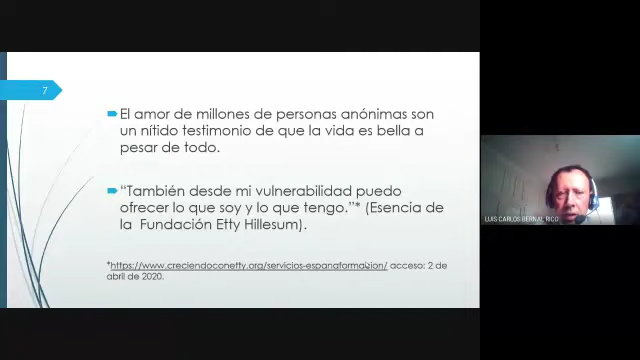 7
El amor de millones de personas anónimas son
un nítido testimonio de que la vida es bella a
pesar de todo.
“También desde mi vulnerabilidad puedo
ofrecer lo que soy y lo que tengo.”* (Esencia de
la Fundación Etty Hillesum).
*https://www.creciendoconetty.org/servicios-espanaformacion/ acceso: 2 de
abril de 2020.
LUIS CARLOS BERNAL RICO